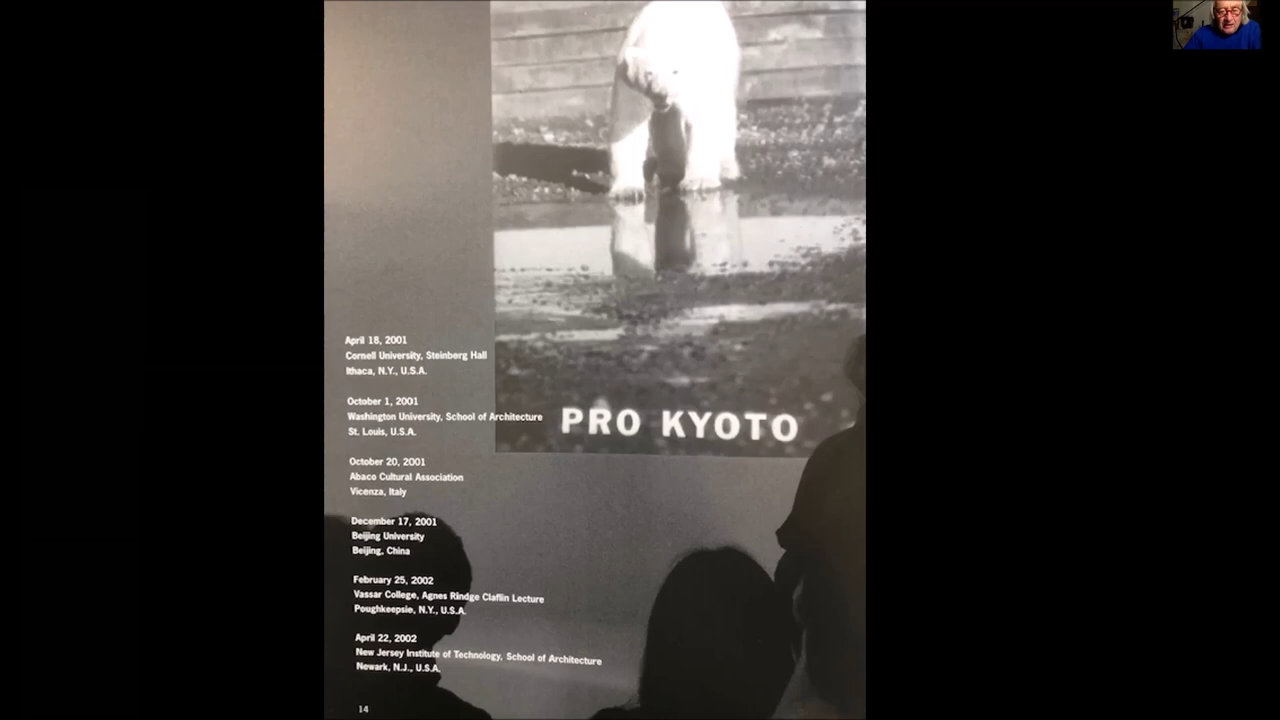 April 18, 2001
Cornell University, Steinberg Hall
Ithaca, N.Y., U.S.A.
October 1, 2001
Washington University, School of Architecture
St. Louis, U.S.A.
October 20, 2001
Abaco Cultural Association
Vicenza, Italy
December 17, 2001
Beijing University
Beijing, China
February 25, 2002
Vassar College, Agnes Rindge Claflin Lecture
Poughkeepsie, N.Y., U.S.A.
April 22, 2002
New Jersey Institute of Technology, School of Architecture
Newark, N.J., U.S.A.
14
PRO KYOTO